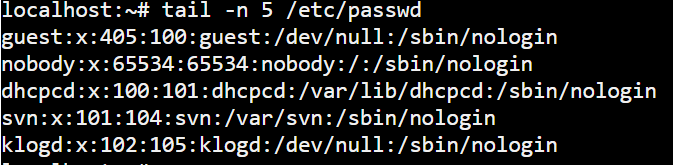 localhost:~# tail -n 5 /etc/passwd
guest:x:405:100:guest:/dev/null:/sbin/nologin
nobody:x:65534:65534:nobody:/:/sbin/nologin
dhcpcd:x:100:101:dhcpcd:/var/lib/dhcpcd:/sbin/nologin
svn:x:101:104:svn:/var/svn:/sbin/nologin
klogd:x:102:105:klogd:/dev/null:/sbin/nologin